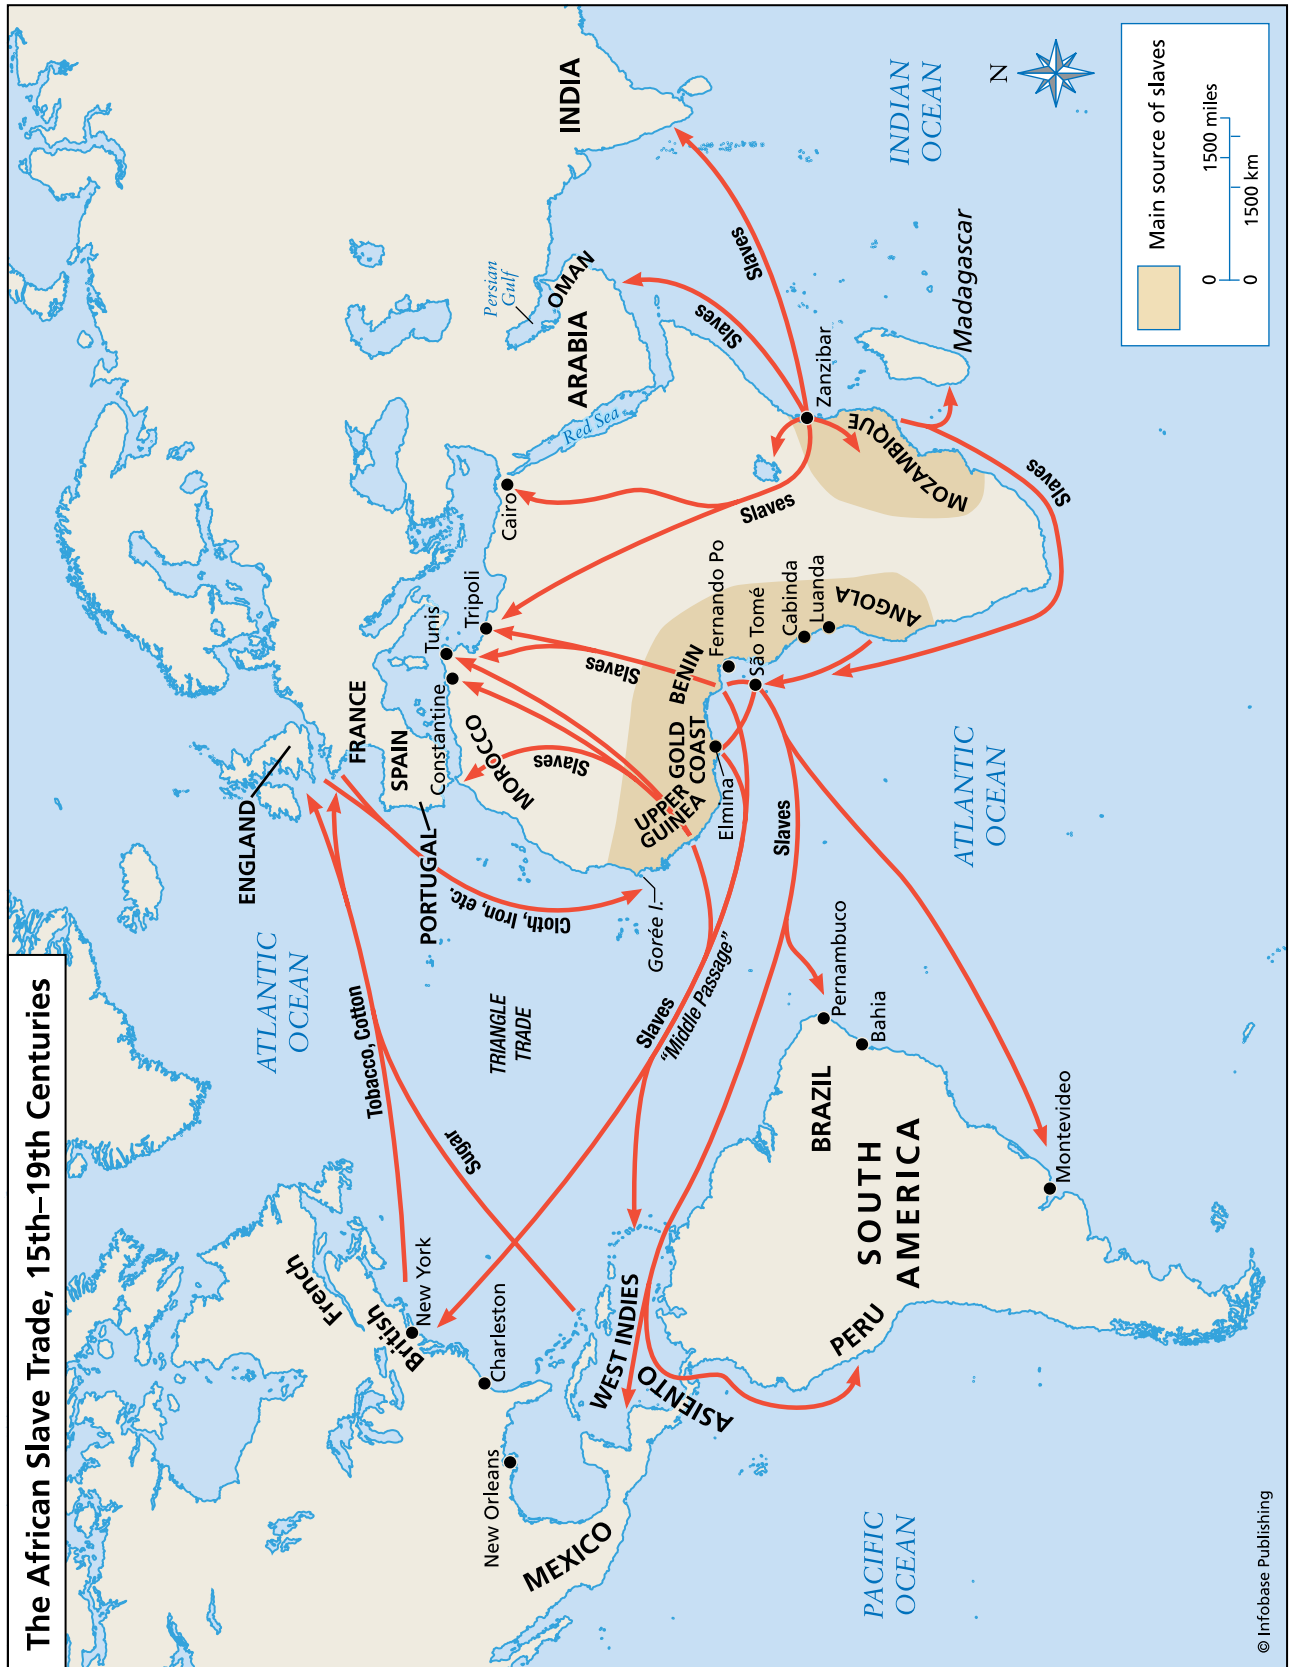 The African Slave Trade, 15th–19th Centuries
French
British
New York
Charleston
New Orleans
MEXICO
WEST INDIES
ASIENTO
PERU
SOUTH
AMERICA
BRAZIL
Pernambuco
Bahia
Montevideo
PACIFIC
OCEAN
ATLANTIC
OCEAN
TRIANGLE
TRADE
Tobacco, Cotton
Sugar
Cloth, Iron, etc.
Slaves
“Middle Passage”
Slaves
ENGLAND
FRANCE
SPAIN
PORTUGAL
MOROCCO
Constantine
Tunis
Tripoli
Cairo
Slaves
Slaves
Slaves
Gorée I.
UPPER
GUINEA
GOLD
COAST
Elmina
BENIN
Fernando Po
São Tomé
Cabinda
Luanda
ANGOLA
ATLANTIC
OCEAN
MOZAMBIQUE
Zanzibar
Madagascar
Slaves
Slaves
Slaves
Red Sea
ARABIA
OMAN
Persian
Gulf
INDIA
INDIAN
OCEAN
N
Main source of slaves
0
1500 miles
0
1500 km
© Infobase Publishing